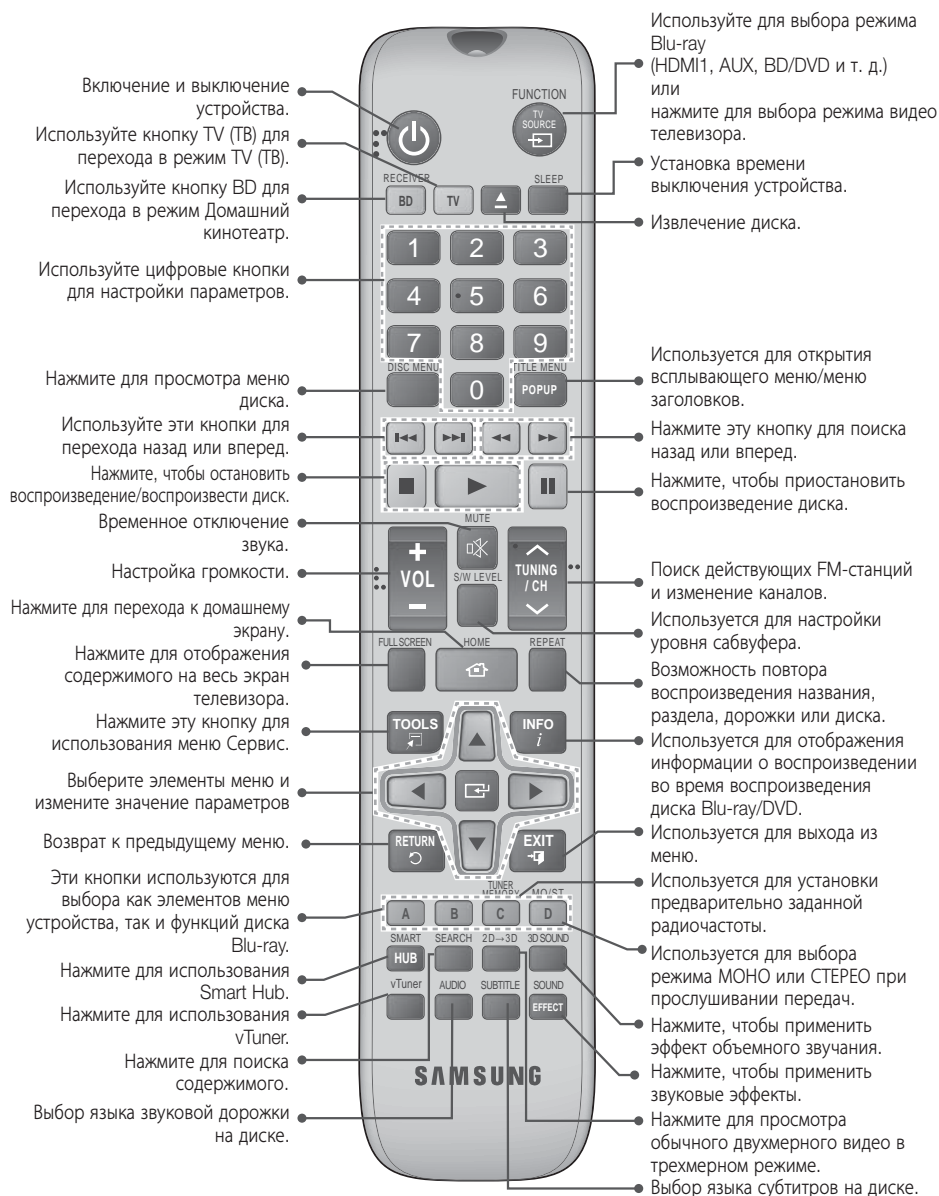 Включение и выключение
устройства.
Используйте кнопку TV (ТВ) для
перехода в режим TV (ТВ).
Используйте кнопку BD для
перехода в режим Домашний
кинотеатр.
Используйте цифровые кнопки
для настройки параметров.
Нажмите для просмотра меню
диска.
Используйте эти кнопки для
перехода назад или вперед.
Нажмите, чтобы остановить
воспроизведение/воспроизвести диск.
Временное отключение
звука.
Настройка громкости.
Нажмите для перехода к домашнему
экрану.
Нажмите для отображения
содержимого на весь экран
телевизора.
Нажмите эту кнопку для
использования меню Сервис.
Выберите элементы меню и
измените значение параметров
Возврат к предыдущему меню.
Эти кнопки используются для
выбора как элементов меню
устройства, так и функций диска
Blu-ray.
Нажмите для использования
Smart Hub.
Нажмите для использования
vTuner.
Нажмите для поиска
содержимого.
Выбор языка звуковой дорожки
на диске.
FUNCTION
TV
SOURCE
RECEIVER
SLEEP
BD
TV
1
2
3
4
5
6
7
8
9
DISC MENU
TITLE MENU
0
POPUP
MUTE
+
VOL
−
S/W LEVEL
TUNING
/ CH
FULL SCREEN
HOME
REPEAT
TOOLS
INFO
i
RETURN
EXIT
TUNER
MEMORY
MO/ST
A
B
C
D
SMART
SEARCH
2D→3D
3D SOUND
HUB
vTuner
AUDIO
SUBTITLE
SOUND
EFFECT
SAMSUNG
Используйте для выбора режима
Blu-ray
(HDMI1, AUX, BD/DVD и т. д.)
или
нажмите для выбора режима видео
телевизора.
Установка времени
выключения устройства.
Извлечение диска.
Используется для открытия
всплывающего меню/меню
заголовков.
Нажмите эту кнопку для поиска
назад или вперед.
Нажмите, чтобы приостановить
воспроизведение диска.
Поиск действующих FM-станций
и изменение каналов.
Используется для настройки
уровня сабвуфера.
Возможность повтора
воспроизведения названия,
раздела, дорожки или диска.
Используется для отображения
информации о воспроизведении
во время воспроизведения
диска Blu-ray/DVD.
Используется для выхода из
меню.
Используется для установки
предварительно заданной
радиочастоты.
Используется для выбора
режима МОНО или СТЕРЕО при
прослушивании передач.
Нажмите, чтобы применить
эффект объемного звучания.
Нажмите, чтобы применить
звуковые эффекты.
Нажмите для просмотра
обычного двухмерного видео в
трехмерном режиме.
Выбор языка субтитров на диске.